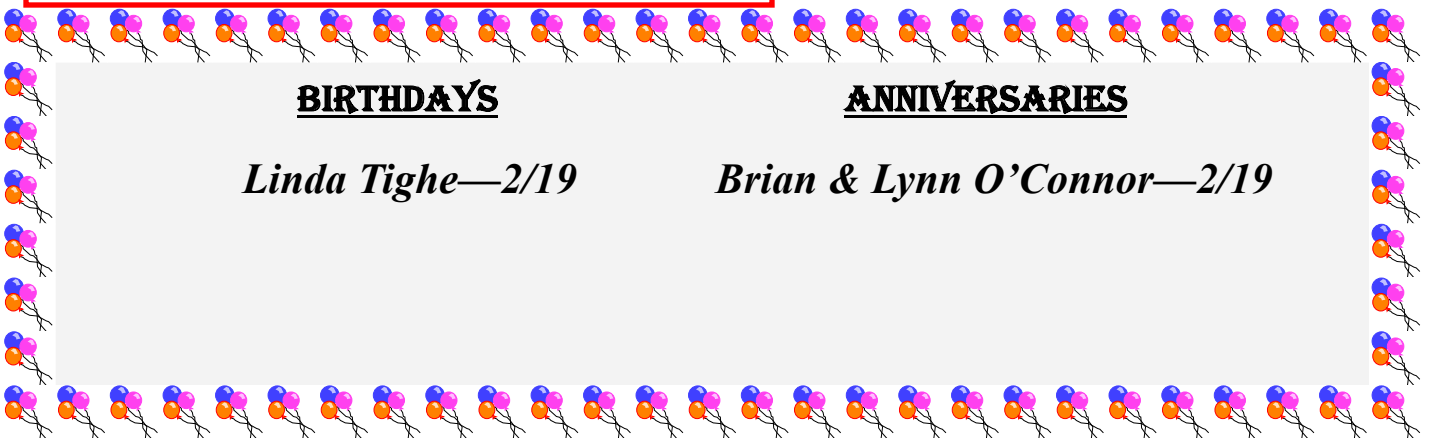 BIRTHDAYS
Linda Tighe—2/19
ANNIVERSARIES
Brian & Lynn O’Connor—2/19